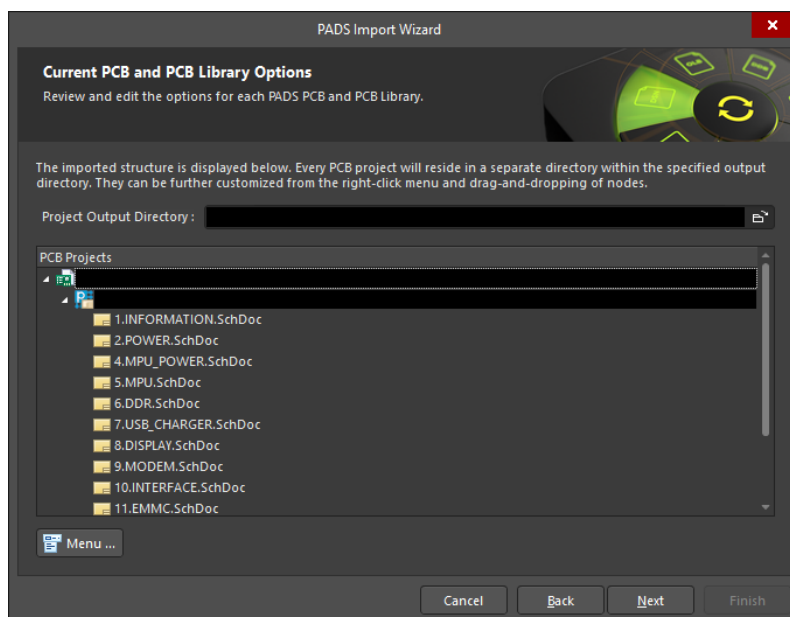 PADS Import Wizard
Current PCB and PCB Library Options
Review and edit the options for each PADS PCB and PCB Library.
The imported structure is displayed below. Every PCB project will reside in a separate directory within the specified output
directory. They can be further customized from the right-click menu and drag-and-dropping of nodes.
Project Output Directory :
PCB Projects
1.INFORMATION.SchDoc
2.POWER.SchDoc
4.MPU_POWER.SchDoc
5.MPU.SchDoc
6.DDR.SchDoc
7.USB_CHARGER.SchDoc
8.DISPLAY.SchDoc
9.MODEM.SchDoc
10.INTERFACE.SchDoc
11.EMMC.SchDoc
Menu ...
Cancel Back Next Finish